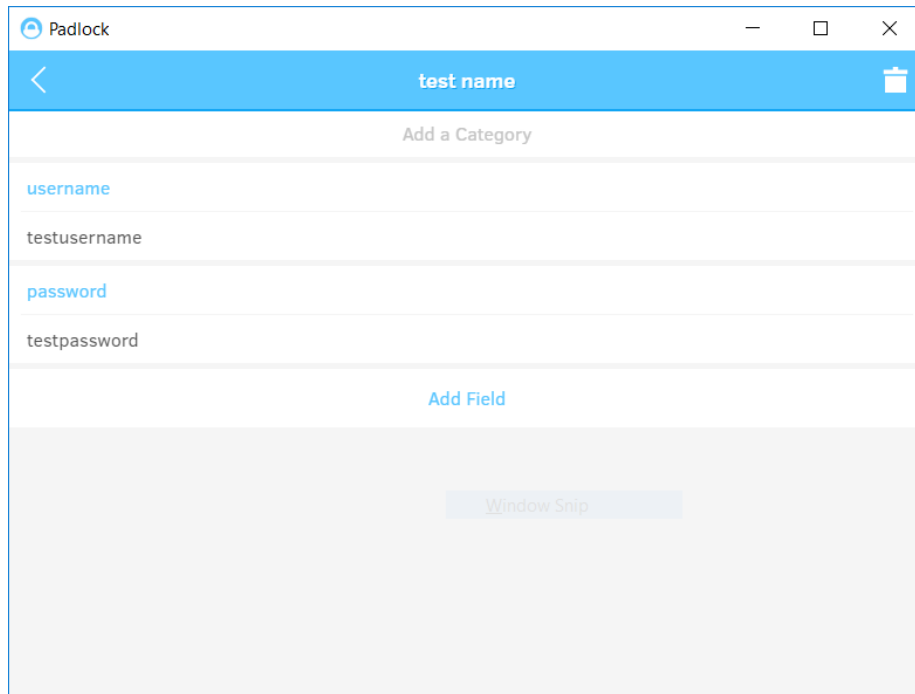 Padlock
test name
Add a Category
username
testusername
password
testpassword
Add Field
Window Snip